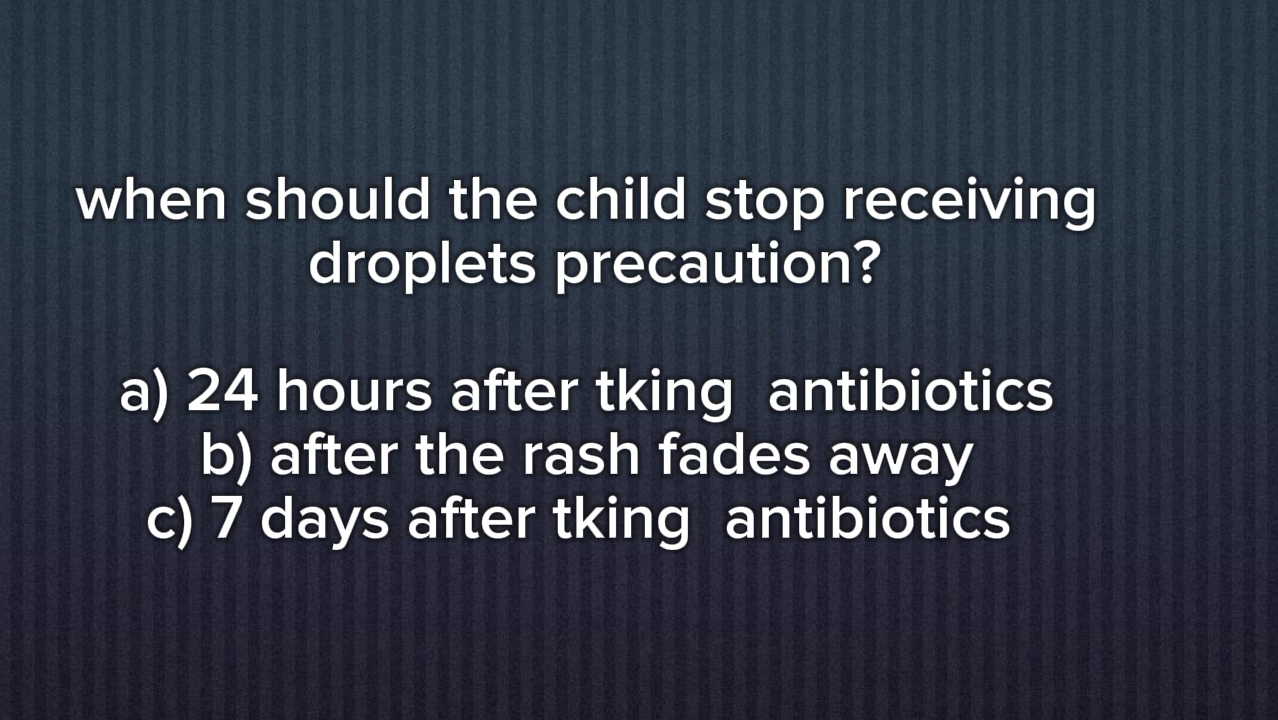 when should the child stop receiving
droplets precaution?
a) 24 hours after tking antibiotics
b) after the rash fades away
c) 7 days after tking antibiotics